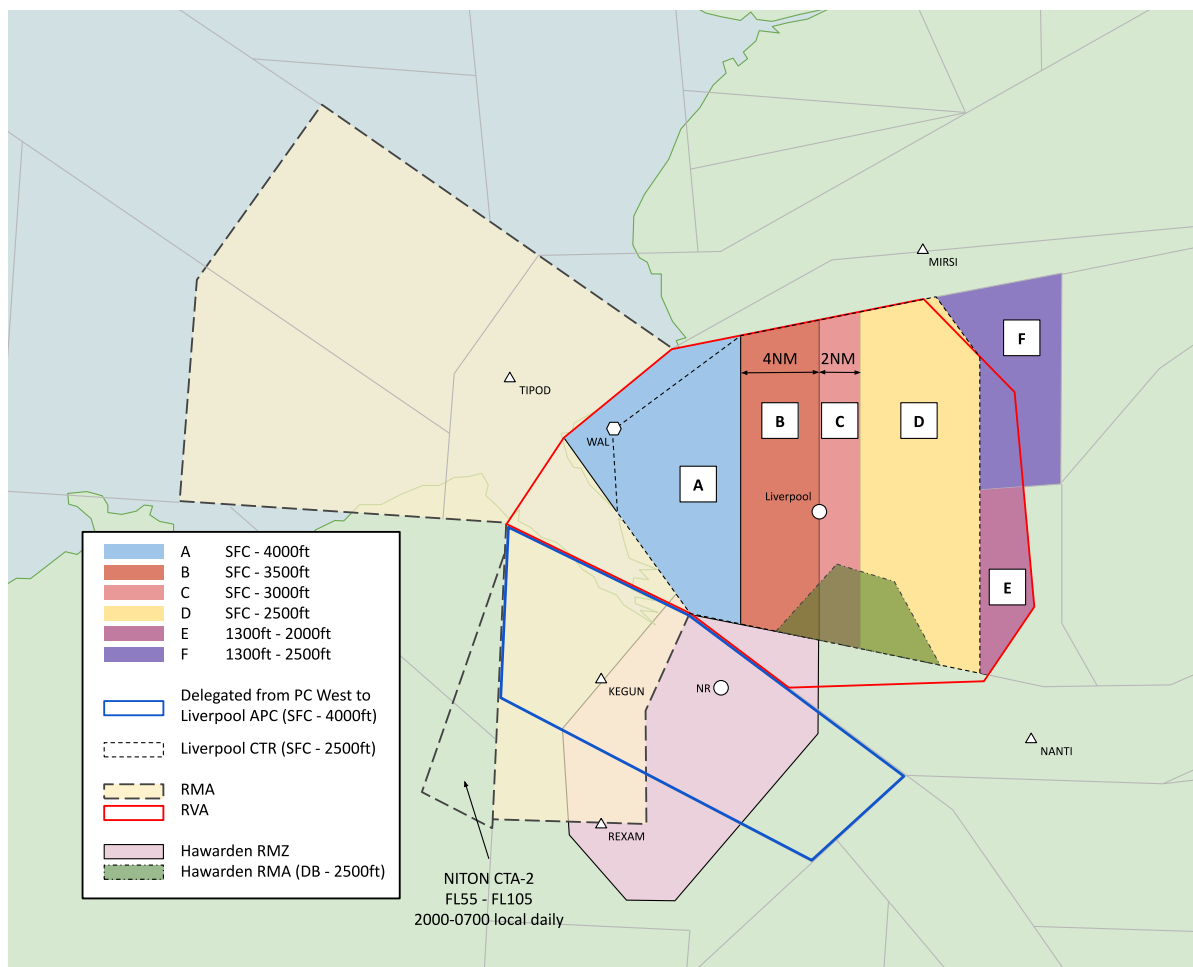 MIRSI
F
4NM
2NM
TIPOD
B
C
D
WAL
A
Liverpool
E
KEGUN
NR
NANTI
REXAM
A SFC - 4000ft
B SFC - 3500ft
C SFC - 3000ft
D SFC - 2500ft
E 1300ft - 2000ft
F 1300ft - 2500ft
Delegated from PC West to
Liverpool APC (SFC - 4000ft)
Liverpool CTR (SFC - 2500ft)
RMA
RVA
Hawarden RMZ
Hawarden RMA (DB - 2500ft)
NITON CTA-2
FL55 - FL105
2000-0700 local daily